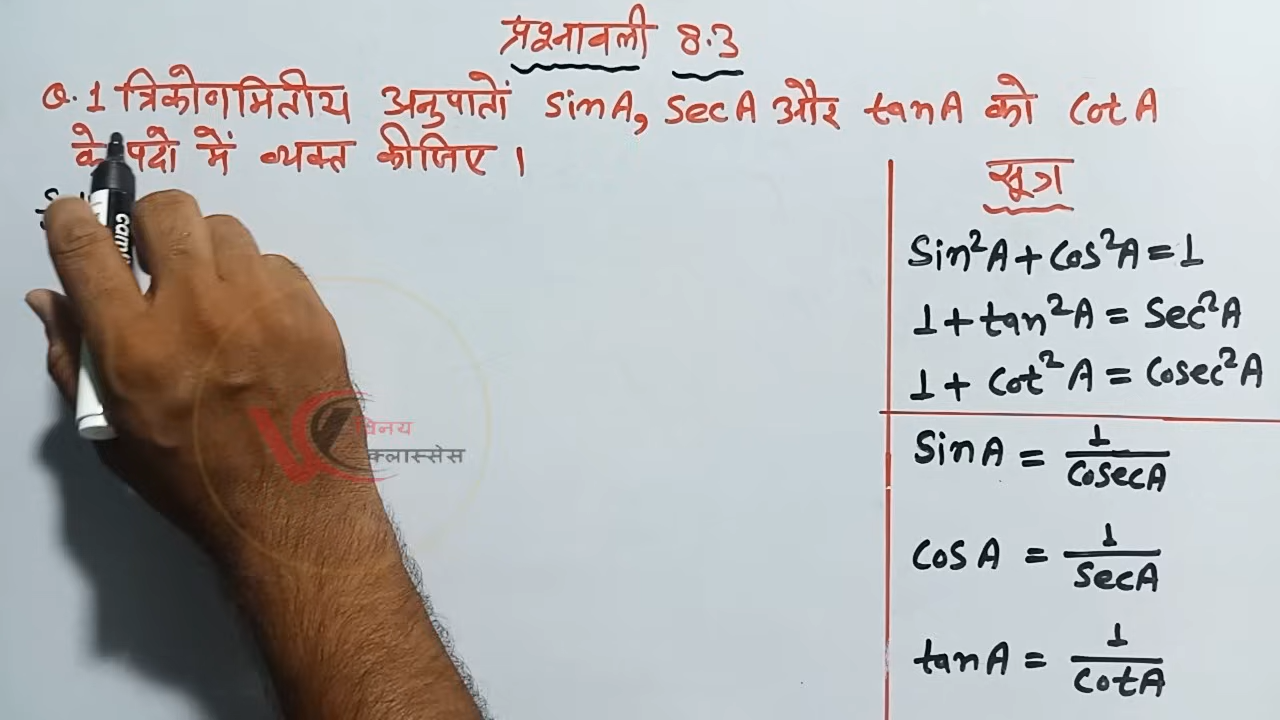 प्रश्नावली 8.3
Q.1 त्रिकोणमितीय अनुपातों sinA, secA और tanA को cotA
के पदो में व्यक्त कीजिए।
सूत्र
Sin²A + Cos²A = 1
1 + tan²A = Sec²A
1 + Cot²A = Cosec²A
SinA = 1/CosecA
CosA = 1/SecA
tanA = 1/CotA
विनय
क्लास्सेस